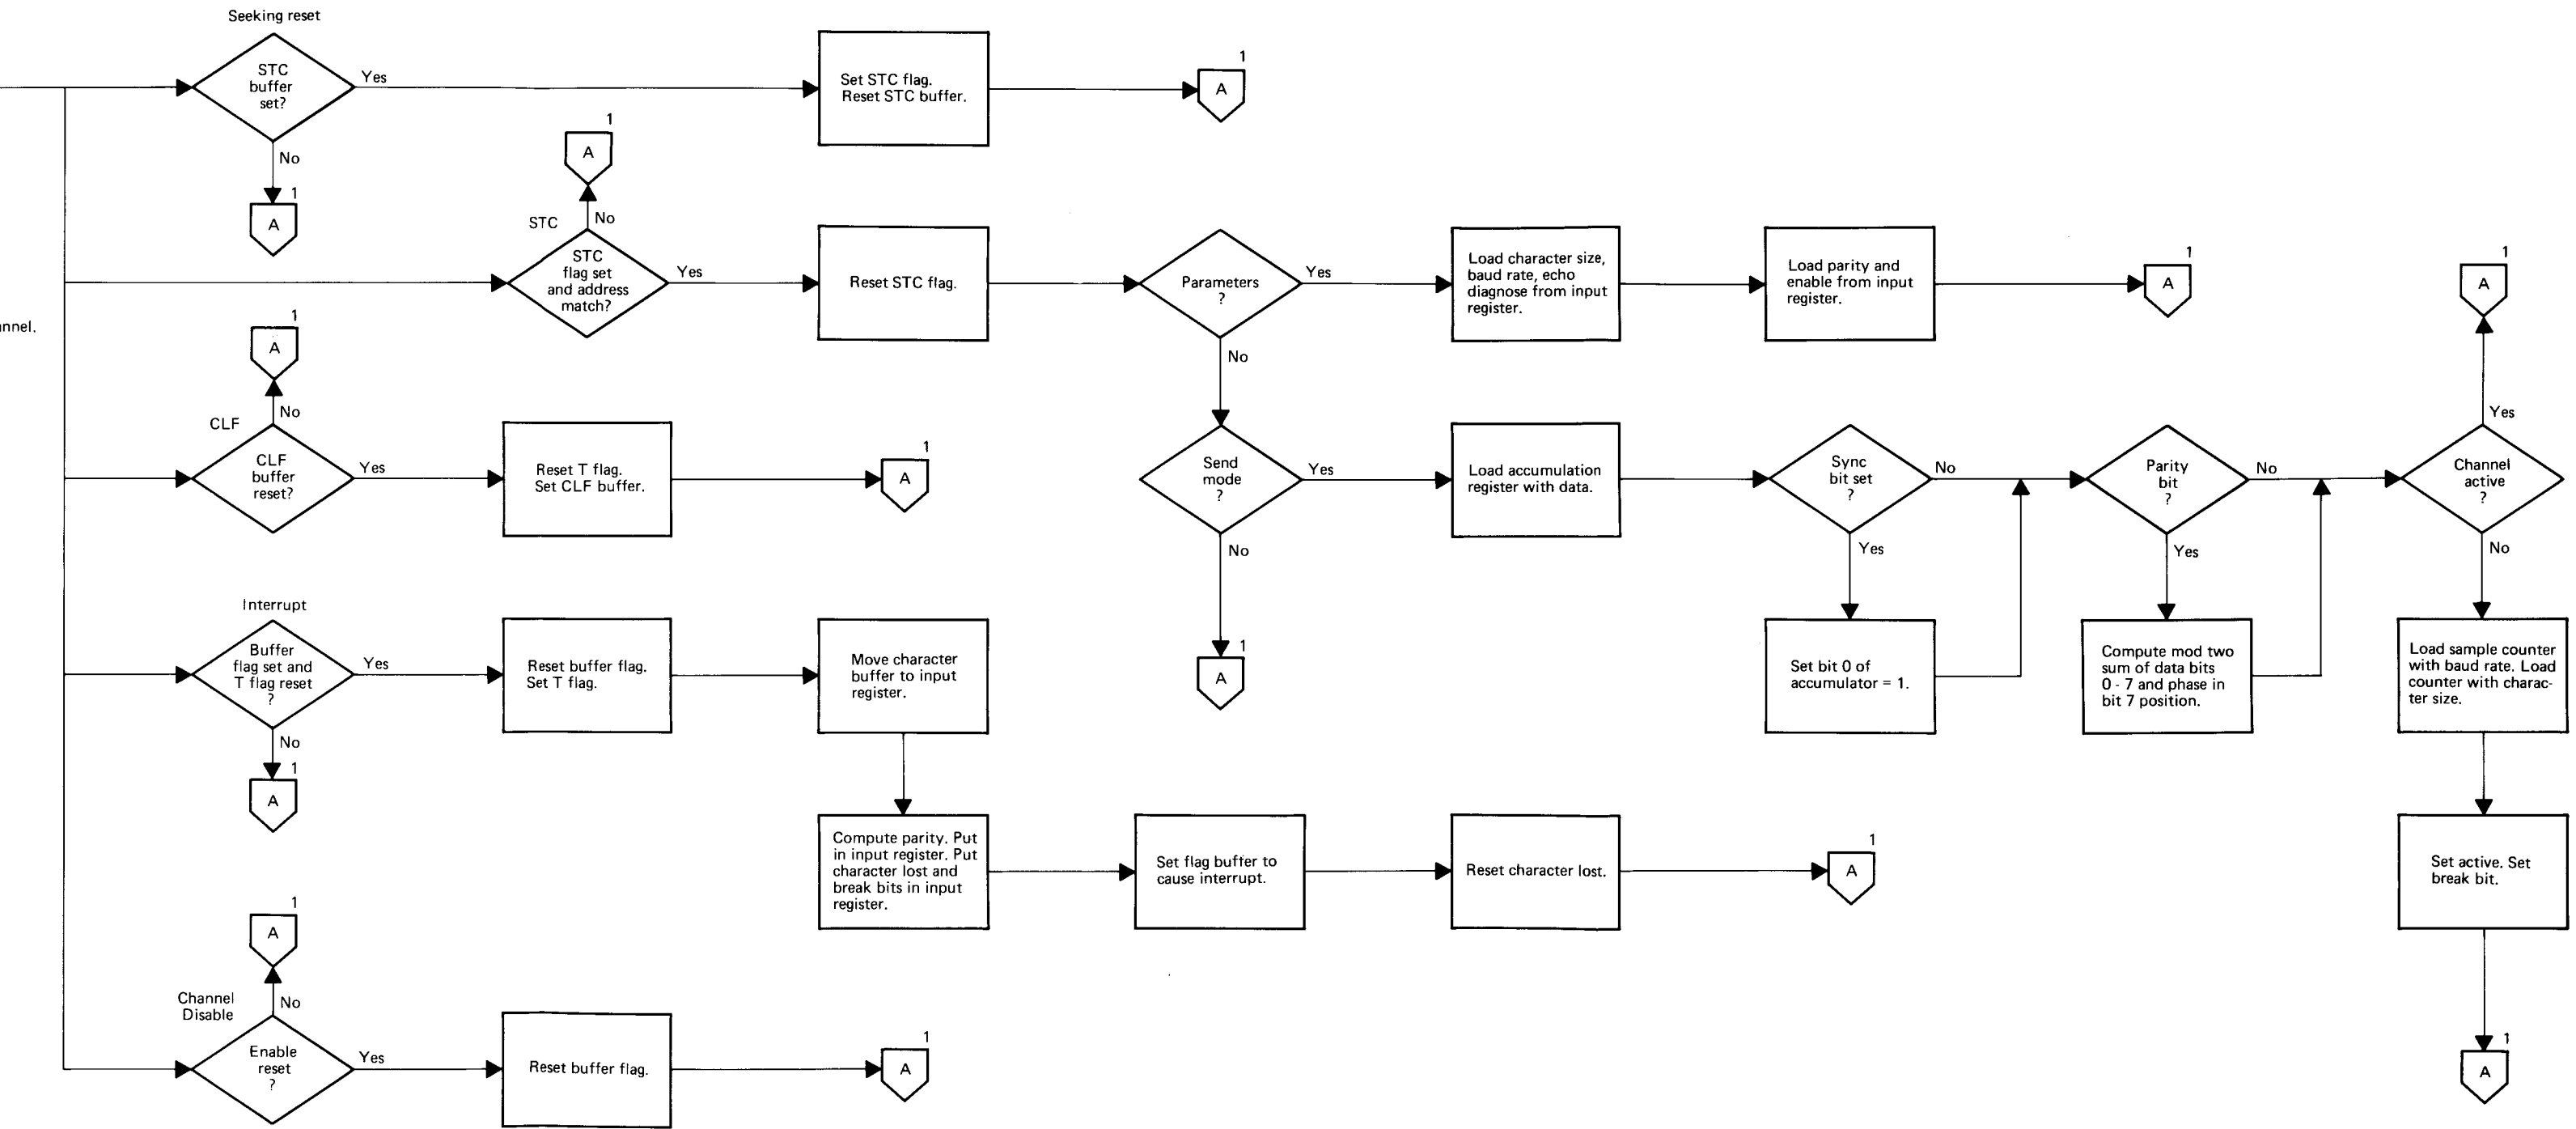 Seeking reset
STC
buffer
set?
Yes
No
1
A
Set STC flag.
Reset STC buffer.
1
A
STC
1
A
No
STC
flag set
and address
match?
Yes
Reset STC flag.
Parameters
?
Yes
No
Load character size,
baud rate, echo
diagnose from input
register.
Load parity and
enable from input
register.
1
A
nnel.
CLF
1
A
No
CLF
buffer
reset?
Yes
Reset T flag.
Set CLF buffer.
1
A
Send
mode
?
Yes
No
1
A
Load accumulation
register with data.
Sync
bit set
?
No
Yes
Set bit 0 of
accumulator = 1.
Parity
bit
?
No
Yes
Compute mod two
sum of data bits
0 - 7 and phase in
bit 7 position.
1
A
Yes
Channel
active
?
No
Load sample counter
with baud rate. Load
counter with charac-
ter size.
Set active. Set
break bit.
1
A
Interrupt
Buffer
flag set and
T flag reset
?
Yes
No
1
A
Reset buffer flag.
Set T flag.
Move character
buffer to input
register.
Compute parity. Put
in input register. Put
character lost and
break bits in input
register.
Set flag buffer to
cause interrupt.
Reset character lost.
1
A
Channel
Disable
1
A
No
Enable
reset
?
Yes
Reset buffer flag.
1
A